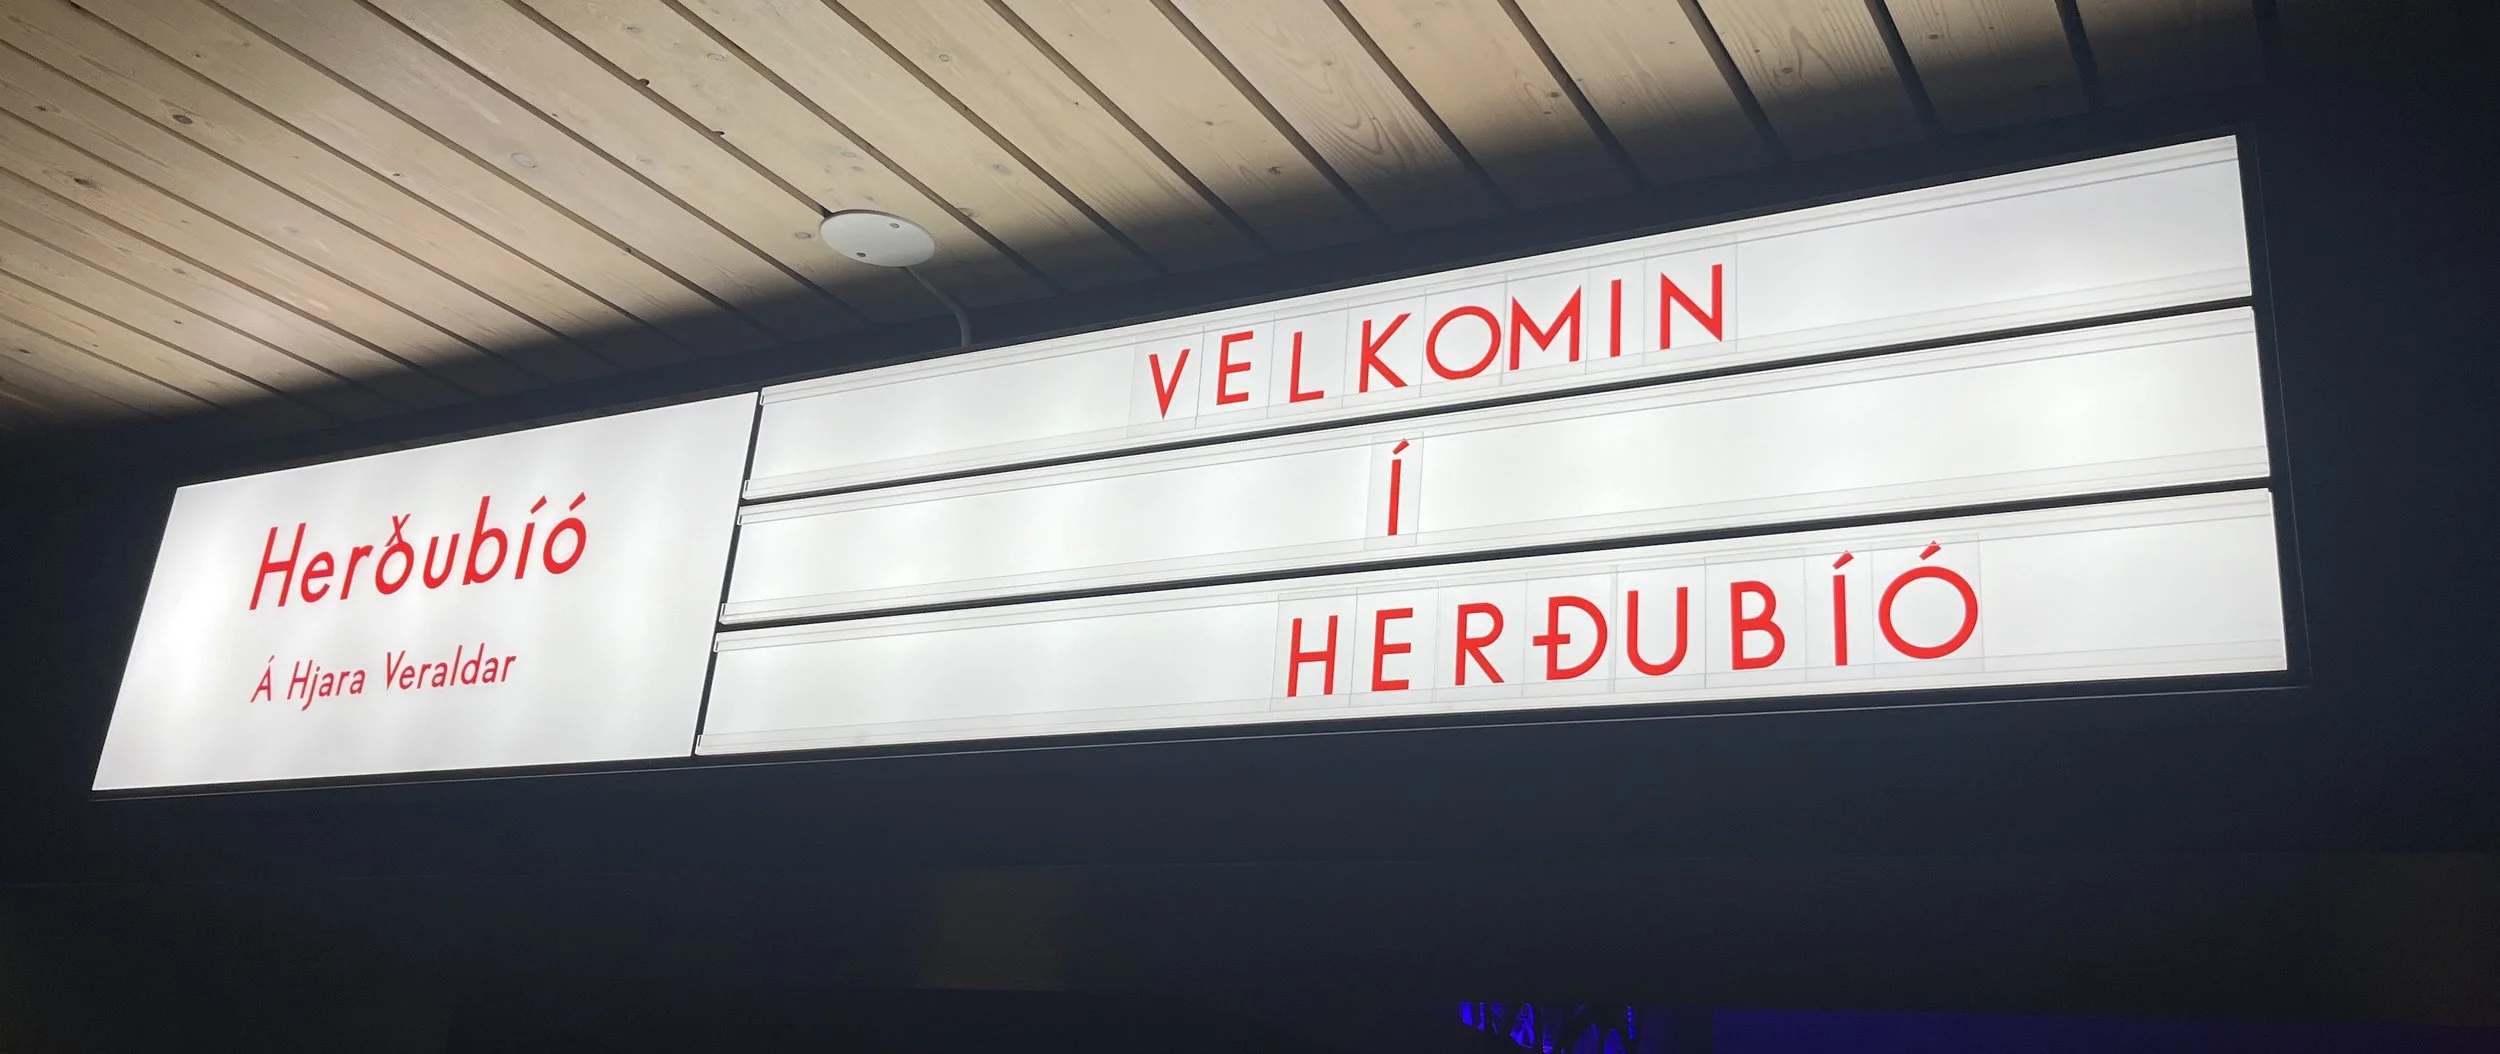 Herðubíó
Á Hjara Veraldar
VELKOMIN
Í
HERÐUBÍÓ